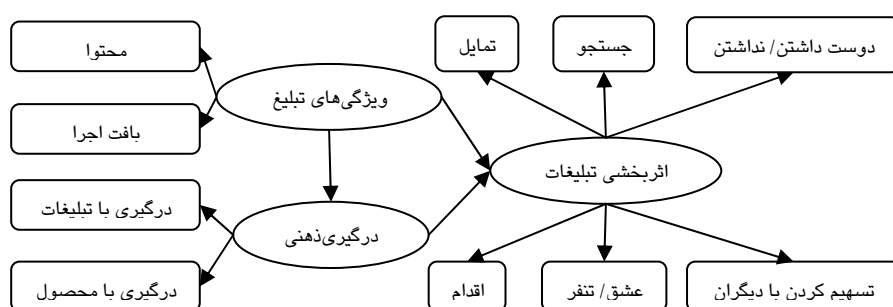 دوست داشتن/ نداشتن
جستجو
تمایل
محتوا
ویژگی‌های تبلیغ
بافت اجرا
اثربخشی تبلیغات
درگیری با تبلیغات
درگیری‌ذهنی
درگیری با محصول
تسهیم کردن با دیگران
عشق/ تنفر
اقدام